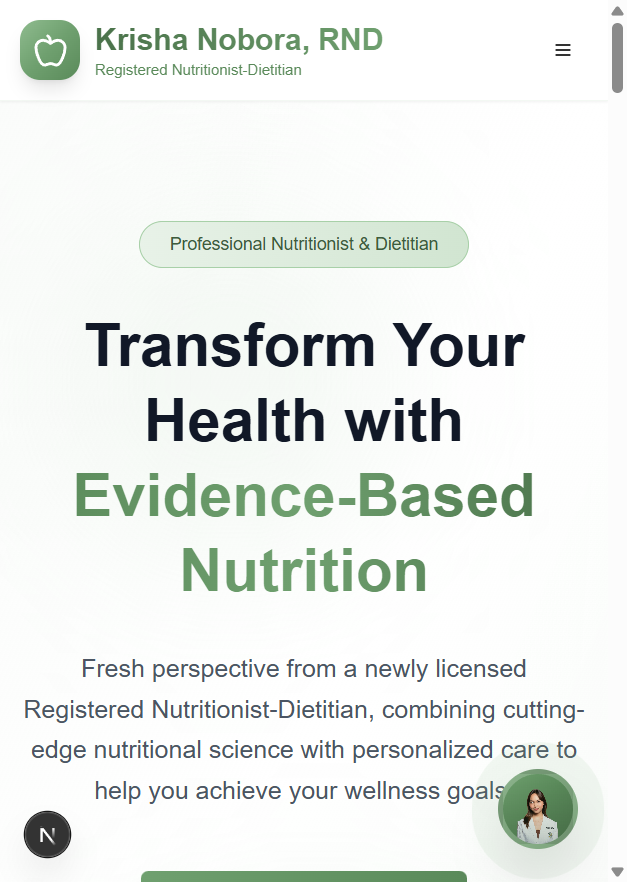 Krisha Nobora, RND
Registered Nutritionist-Dietitian
Professional Nutritionist & Dietitian
Transform Your
Health with
Evidence-Based
Nutrition
Fresh perspective from a newly licensed
Registered Nutritionist-Dietitian, combining cutting-
edge nutritional science with personalized care to
help you achieve your wellness goals
N